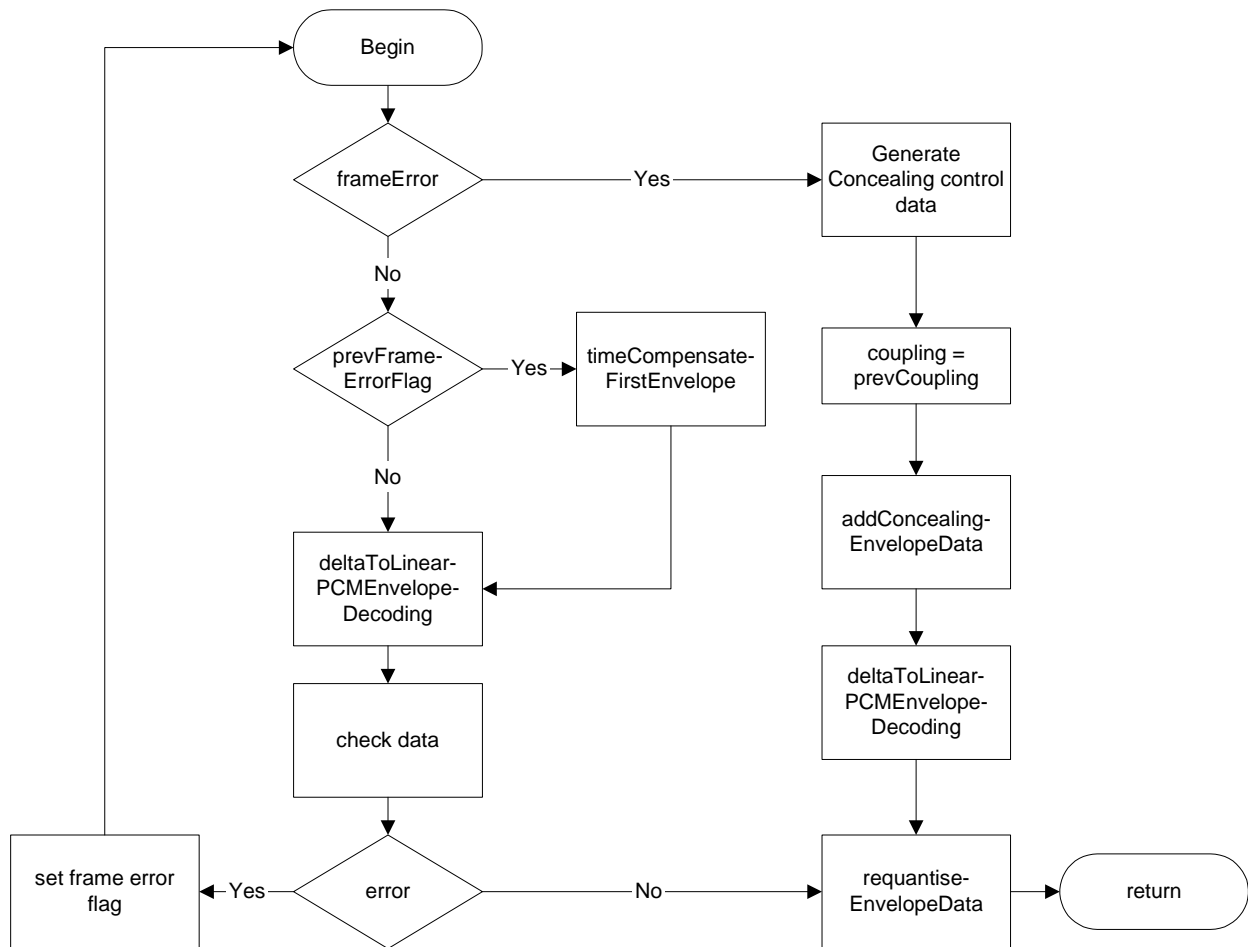 Begin
frameError
Yes
Generate
Concealing control
data
No
prevFrame-
ErrorFlag
Yes
timeCompensate-
FirstEnvelope
coupling =
prevCoupling
No
deltaToLinear-
PCMEnvelope-
Decoding
addConcealing-
EnvelopeData
check data
deltaToLinear-
PCMEnvelope-
Decoding
set frame error
flag
Yes
error
No
requantise-
EnvelopeData
return